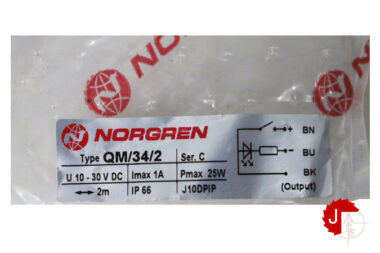 NORGREN
NORGREN
Type QM/34/2
Ser. C
U 10 - 30 V DC
Imax 1A
Pmax 25W
2m
IP 66
J10DPIP
+ BN
- BU
BK
(Output)
J